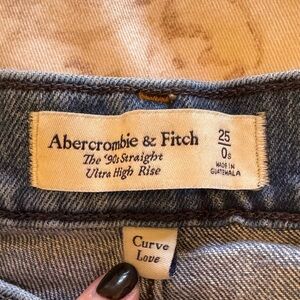 Abercrombie & Fitch
The '90s Straight
Ultra High Rise
25
0s
MADE IN
GUATEMALA
Curve
Love